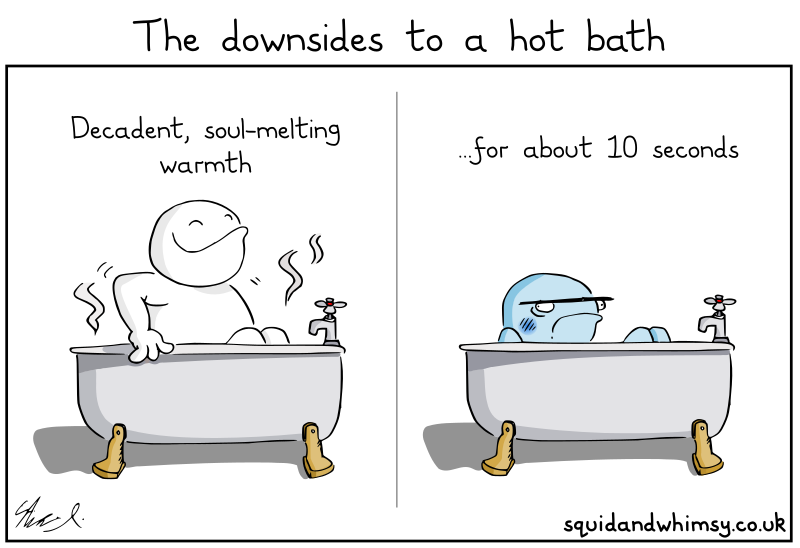 The downsides to a hot bath
Decadent, soul-melting
warmth
...for about 10 seconds
squidandwhimsy.co.uk